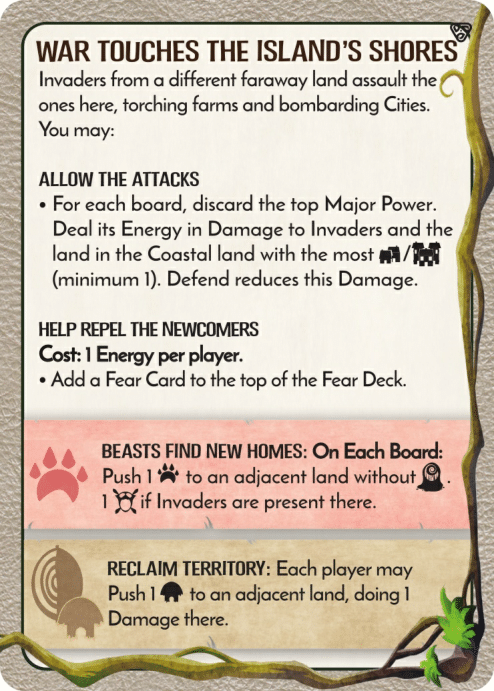 WAR TOUCHES THE ISLAND'S SHORES
Invaders from a different faraway land assault the
ones here, torching farms and bombarding Cities.
You may:
ALLOW THE ATTACKS
• For each board, discard the top Major Power.
Deal its Energy in Damage to Invaders and the
land in the Coastal land with the most /
(minimum 1). Defend reduces this Damage.
HELP REPEL THE NEWCOMERS
Cost: 1 Energy per player.
• Add a Fear Card to the top of the Fear Deck.
BEASTS FIND NEW HOMES: On Each Board:
Push 1 to an adjacent land without .
1 if Invaders are present there.
RECLAIM TERRITORY: Each player may
Push 1 to an adjacent land, doing 1
Damage there.